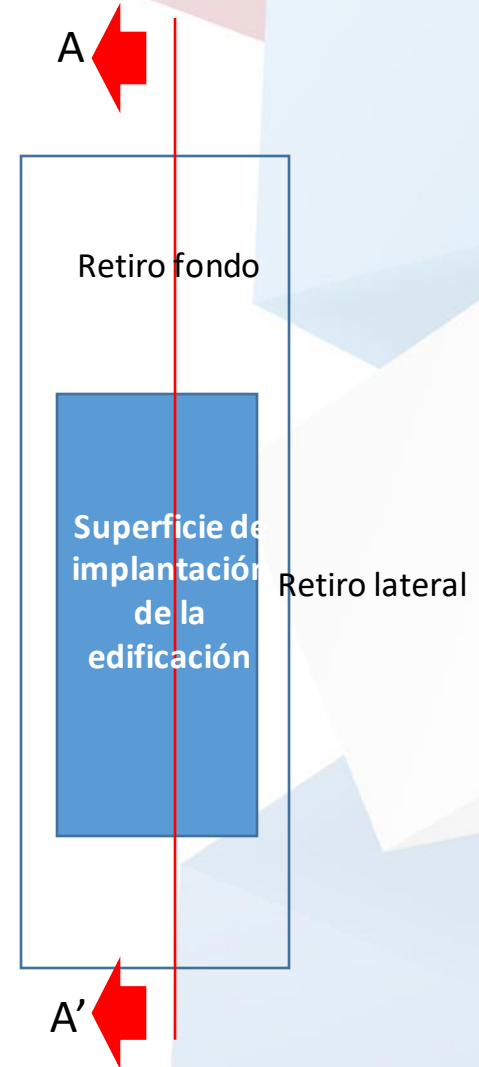 A
Retiro fondo
Superficie de
implantación
de la
edificación
Retiro lateral
A’